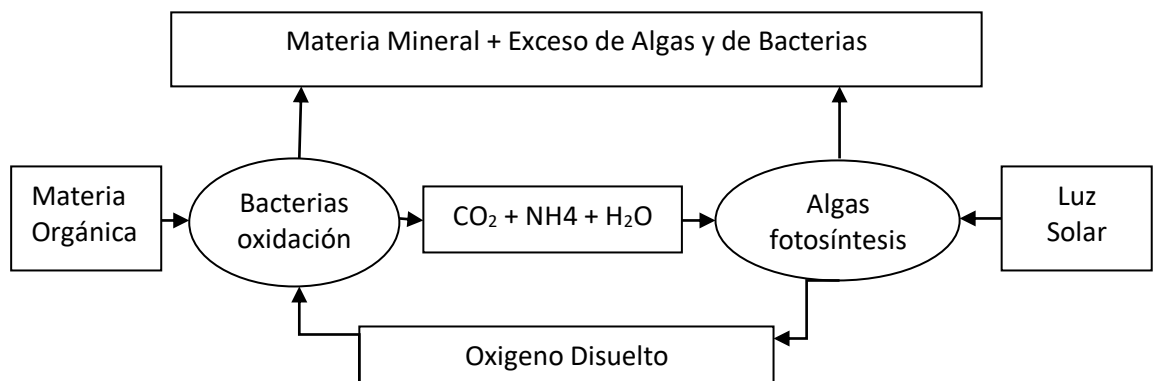 Materia Mineral + Exceso de Algas y de Bacterias
Materia
Orgánica
Bacterias
oxidación
CO₂ + NH4 + H₂O
Algas
fotosíntesis
Luz
Solar
Oxigeno Disuelto